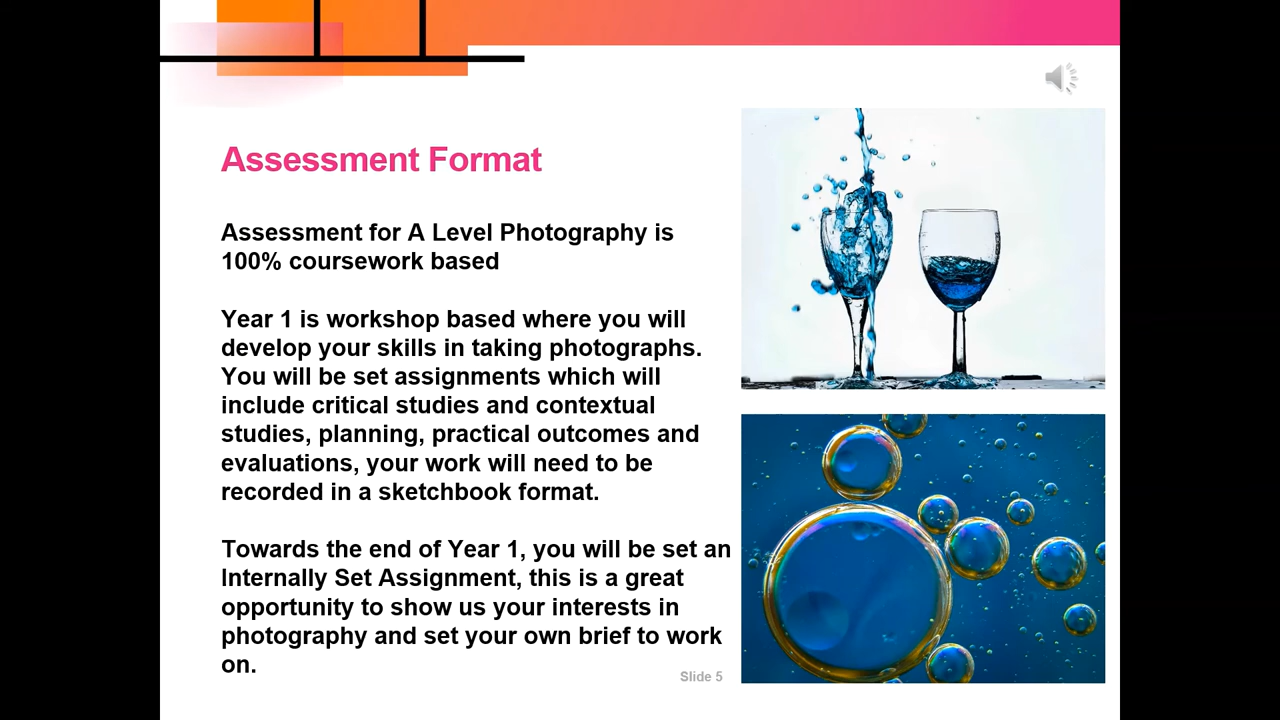 Assessment Format
Assessment for A Level Photography is
100% coursework based
Year 1 is workshop based where you will
develop your skills in taking photographs.
You will be set assignments which will
include critical studies and contextual
studies, planning, practical outcomes and
evaluations, your work will need to be
recorded in a sketchbook format.
Towards the end of Year 1, you will be set an
Internally Set Assignment, this is a great
opportunity to show us your interests in
photography and set your own brief to work
on.
Slide 5